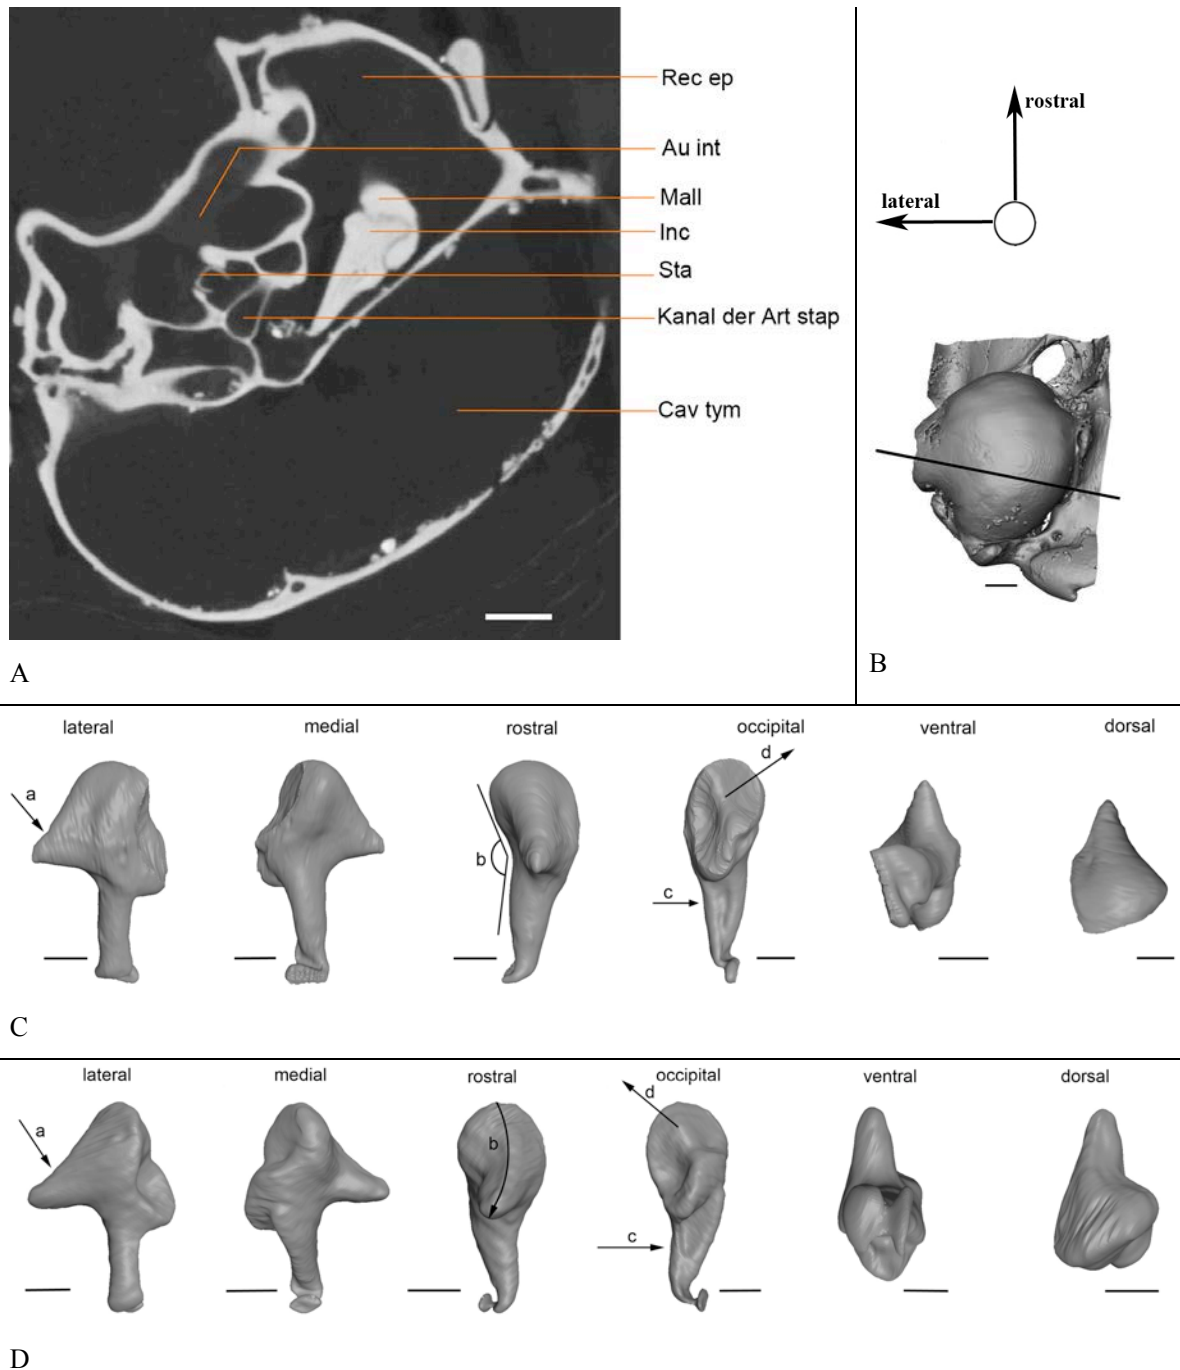 Rec ep
Au int
Mall
Inc
Sta
Kanal der Art stap
Cav tym
A
rostral
lateral
B
lateral medial rostral occipital ventral dorsal
a b c d
C
lateral medial rostral occipital ventral dorsal
a b c d
D